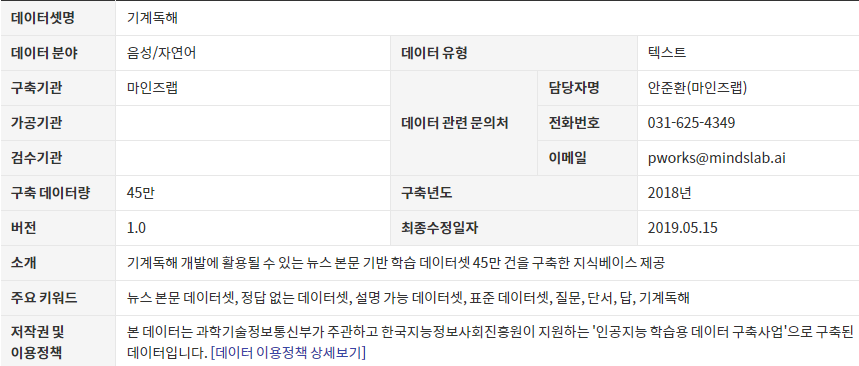 데이터셋명 기계독해
데이터 분야 음성/자연어 데이터 유형 텍스트
구축기관 마인즈랩 담당자명 안준환(마인즈랩)
가공기관 데이터 관련 문의처 전화번호 031-625-4349
검수기관 이메일 pworks@mindslab.ai
구축 데이터량 45만 구축년도 2018년
버전 1.0 최종수정일자 2019.05.15
소개 기계독해 개발에 활용될 수 있는 뉴스 본문 기반 학습 데이터셋 45만 건을 구축한 지식베이스 제공
주요 키워드 뉴스 본문 데이터셋, 정답 없는 데이터셋, 설명 가능 데이터셋, 표준 데이터셋, 질문, 단서, 답, 기계독해
저작권 및 본 데이터는 과학기술정보통신부가 주관하고 한국지능정보사회진흥원이 지원하는 '인공지능 학습용 데이터 구축사업'으로 구축된
이용정책 데이터입니다. [데이터 이용정책 상세보기]